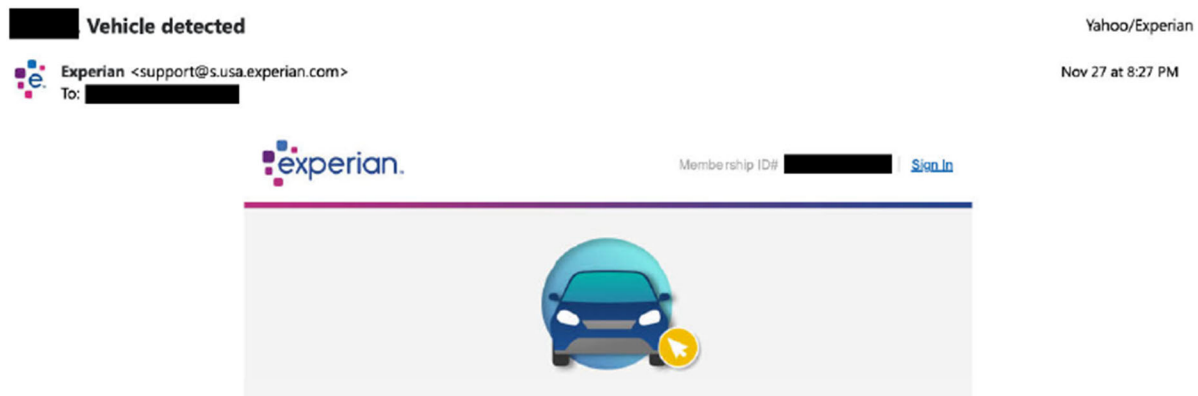 Vehicle detected
Yahoo/Experian
Experian <support@s.usa.experian.com>
Nov 27 at 8:27 PM
To:
experian.
Membership ID#
Sign In